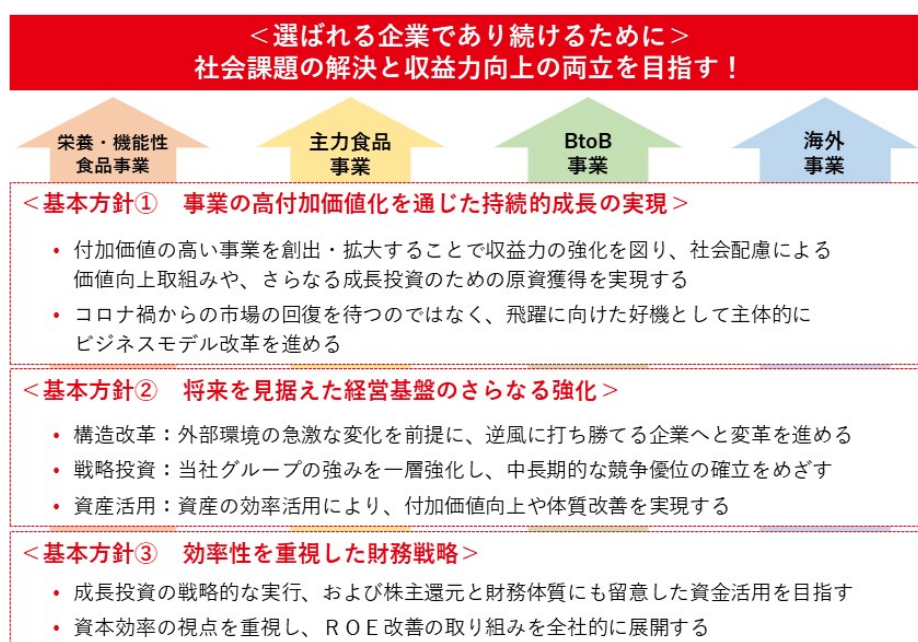 ＜選ばれる企業であり続けるために＞
社会課題の解決と収益力向上の両立を目指す！
栄養・機能性
食品事業
主力食品
事業
BtoB
事業
海外
事業
＜基本方針①　事業の高付加価値化を通じた持続的成長の実現＞
• 付加価値の高い事業を創出・拡大することで収益力の強化を図り、社会配慮による
価値向上取組みや、さらなる成長投資のための原資獲得を実現する
• コロナ禍からの市場の回復を待つのではなく、飛躍に向けた好機として主体的に
ビジネスモデル改革を進める
＜基本方針②　将来を見据えた経営基盤のさらなる強化＞
• 構造改革：外部環境の急激な変化を前提に、逆風に打ち勝てる企業へと変革を進める
• 戦略投資：当社グループの強みを一層強化し、中長期的な競争優位の確立をめざす
• 資産活用：資産の効率活用により、付加価値向上や体質改善を実現する
＜基本方針③　効率性を重視した財務戦略＞
• 成長投資の戦略的な実行、および株主還元と財務体質にも留意した資金活用を目指す
• 資本効率の視点を重視し、ＲＯＥ改善の取り組みを全社的に展開する